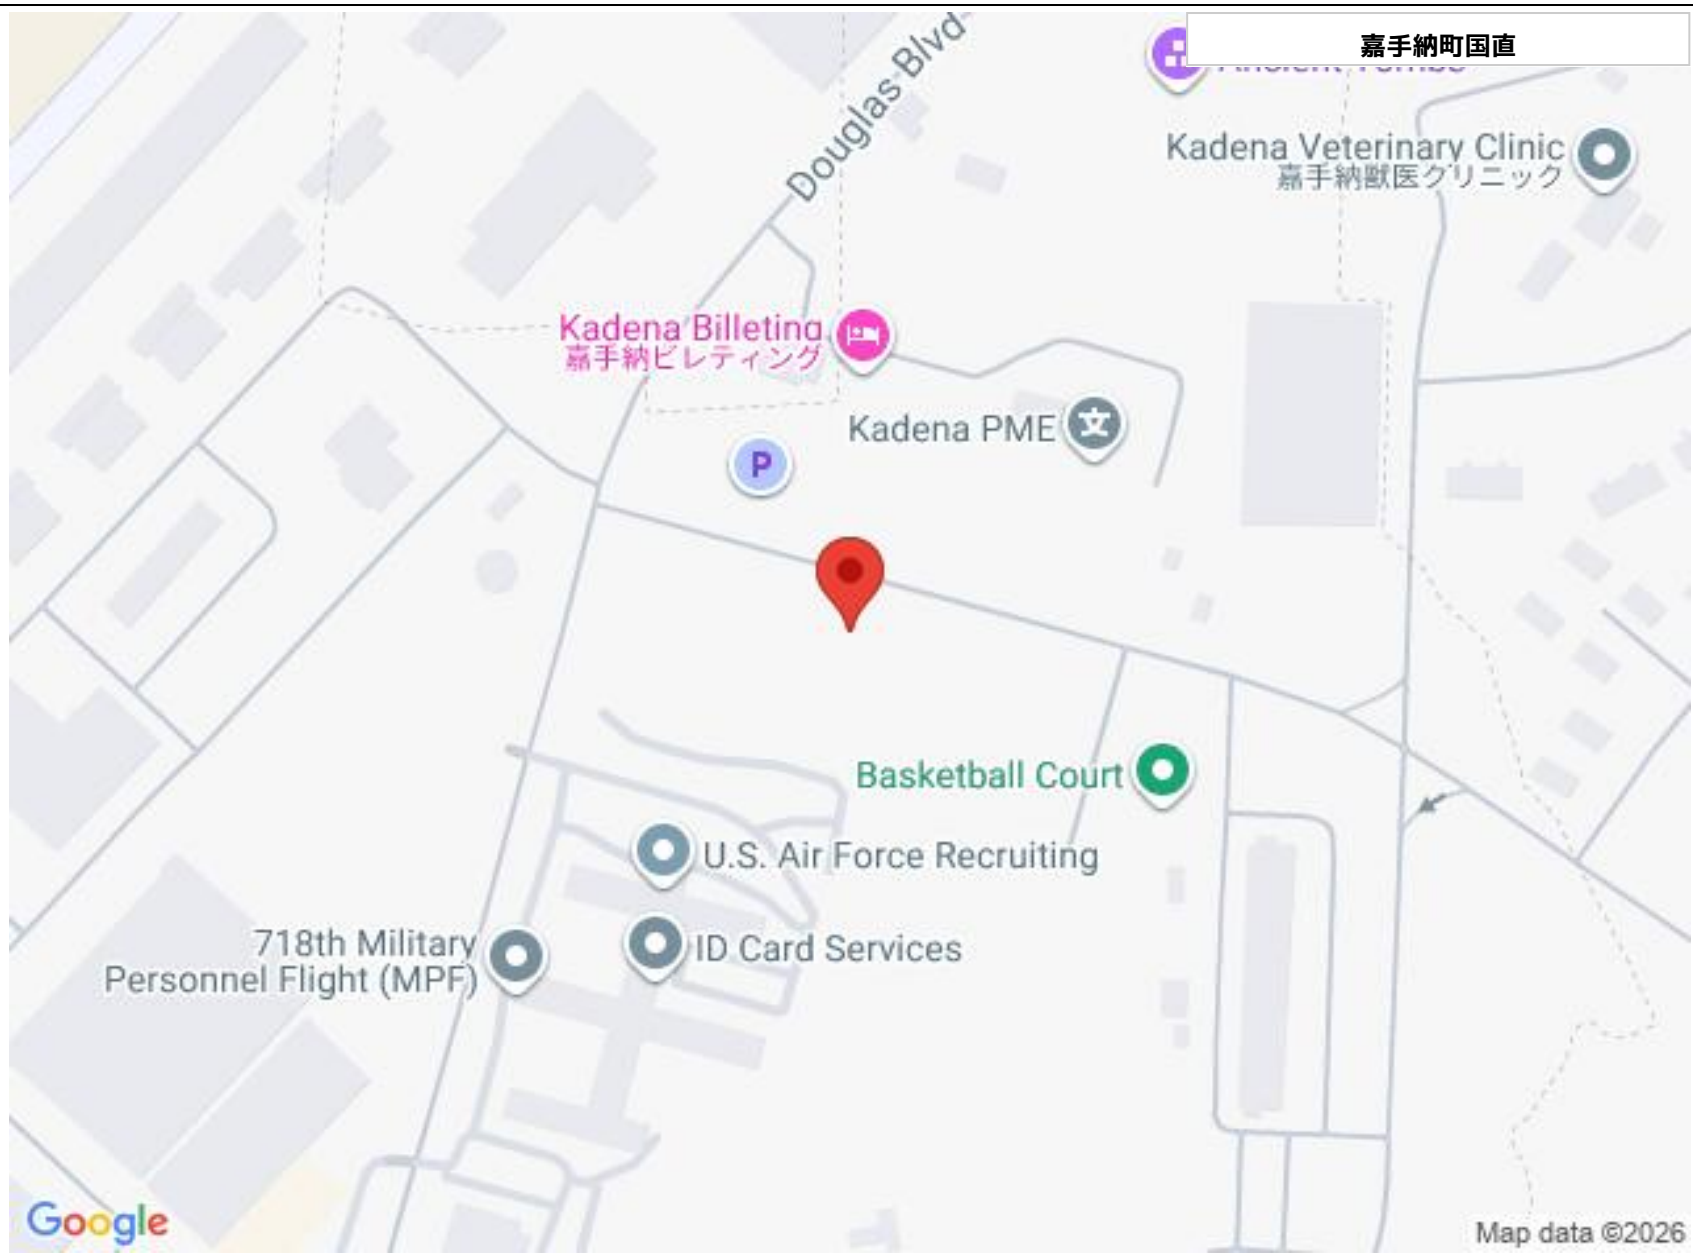 嘉手納町国直
Douglas Blvd
Kadena Veterinary Clinic
嘉手納獣医クリニック
Kadena Billeting
嘉手納ビレティング
Kadena PME
P
Basketball Court
U.S. Air Force Recruiting
718th Military
Personnel Flight (MPF)
ID Card Services
Google
Map data ©2026